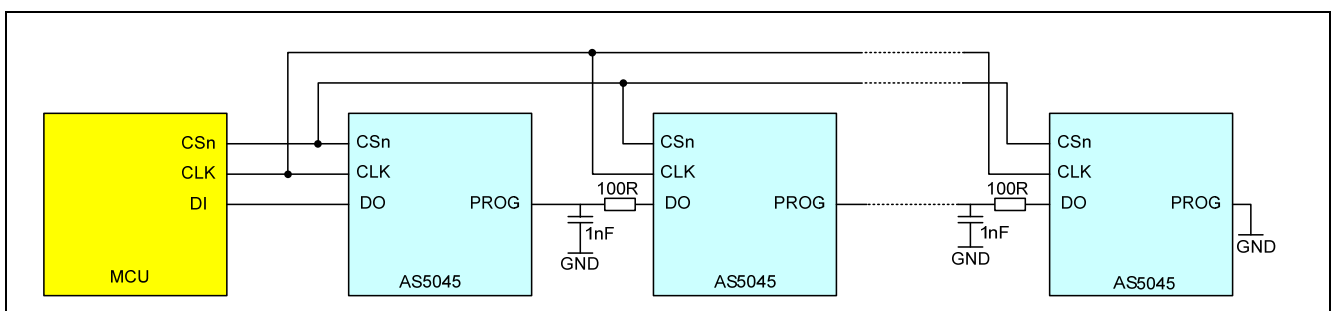 CSn
CLK
DI
MCU
CSn
CLK
DO
PROG
AS5045
100R
1nF
GND
CSn
CLK
DO
PROG
AS5045
100R
1nF
GND
CSn
CLK
DO
PROG
AS5045
GND